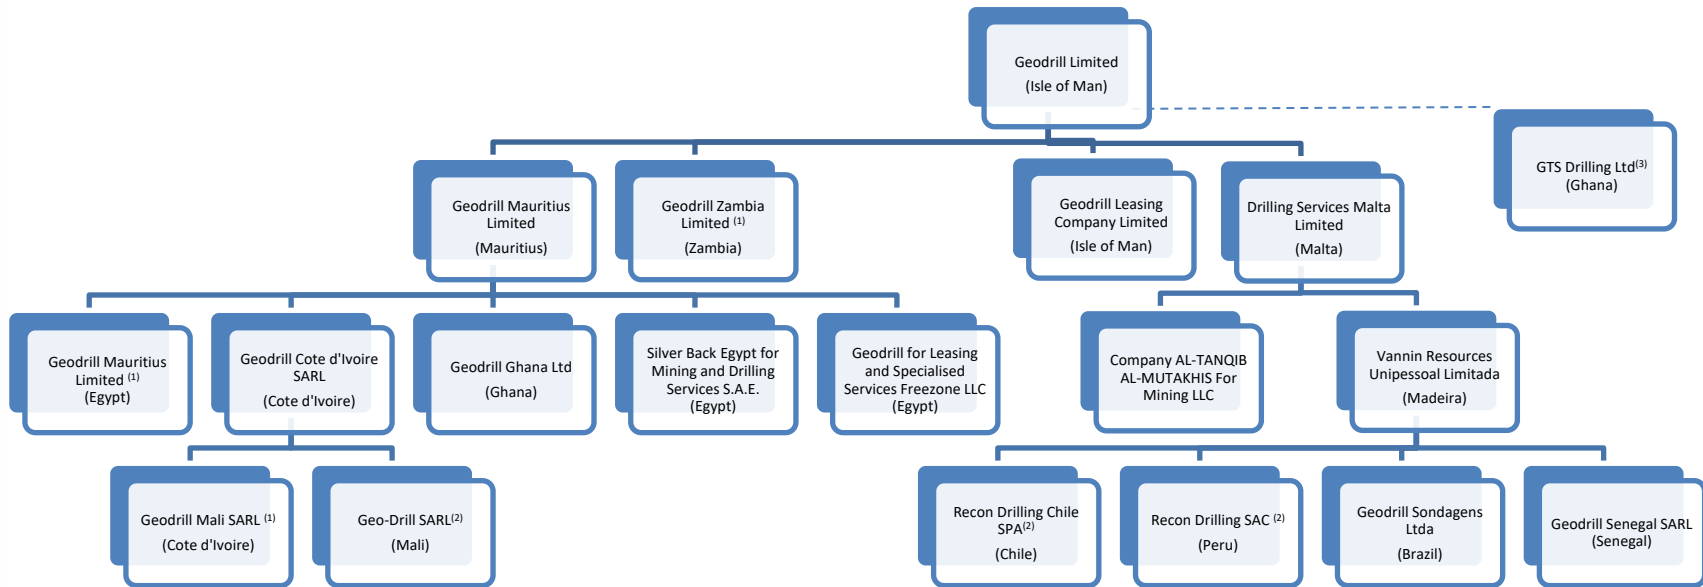 Geodrill Limited
(Isle of Man)
GTS Drilling Ltd(3)
(Ghana)
Geodrill Mauritius
Limited
(Mauritius)
Geodrill Zambia
Limited (1)
(Zambia)
Geodrill Leasing
Company Limited
(Isle of Man)
Drilling Services Malta
Limited
(Malta)
Geodrill Mauritius
Limited (1)
(Egypt)
Geodrill Cote d'Ivoire
SARL
(Cote d'Ivoire)
Geodrill Ghana Ltd
(Ghana)
Silver Back Egypt for
Mining and Drilling
Services S.A.E.
(Egypt)
Geodrill for Leasing
and Specialised
Services Freezone LLC
(Egypt)
Company AL-TANQIB
AL-MUTAKHIS For
Mining LLC
Vannin Resources
Unipessoal Limitada
(Madeira)
Geodrill Mali SARL (1)
(Cote d'Ivoire)
Geo-Drill SARL(2)
(Mali)
Recon Drilling Chile
SPA(2)
(Chile)
Recon Drilling SAC (2)
(Peru)
Geodrill Sondagens
Ltda
(Brazil)
Geodrill Senegal SARL
(Senegal)